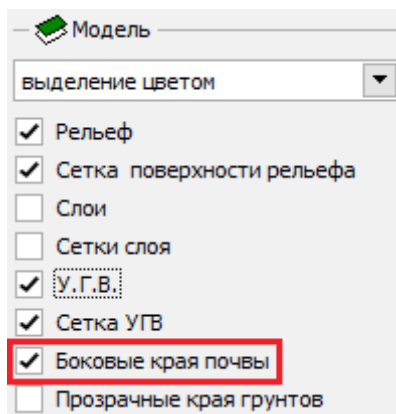 Модель
выделение цветом
Рельеф
Сетка поверхности рельефа
Слои
Сетки слоя
У.Г.В.
Сетка УГВ
Боковые края почвы
Прозрачные края грунтов